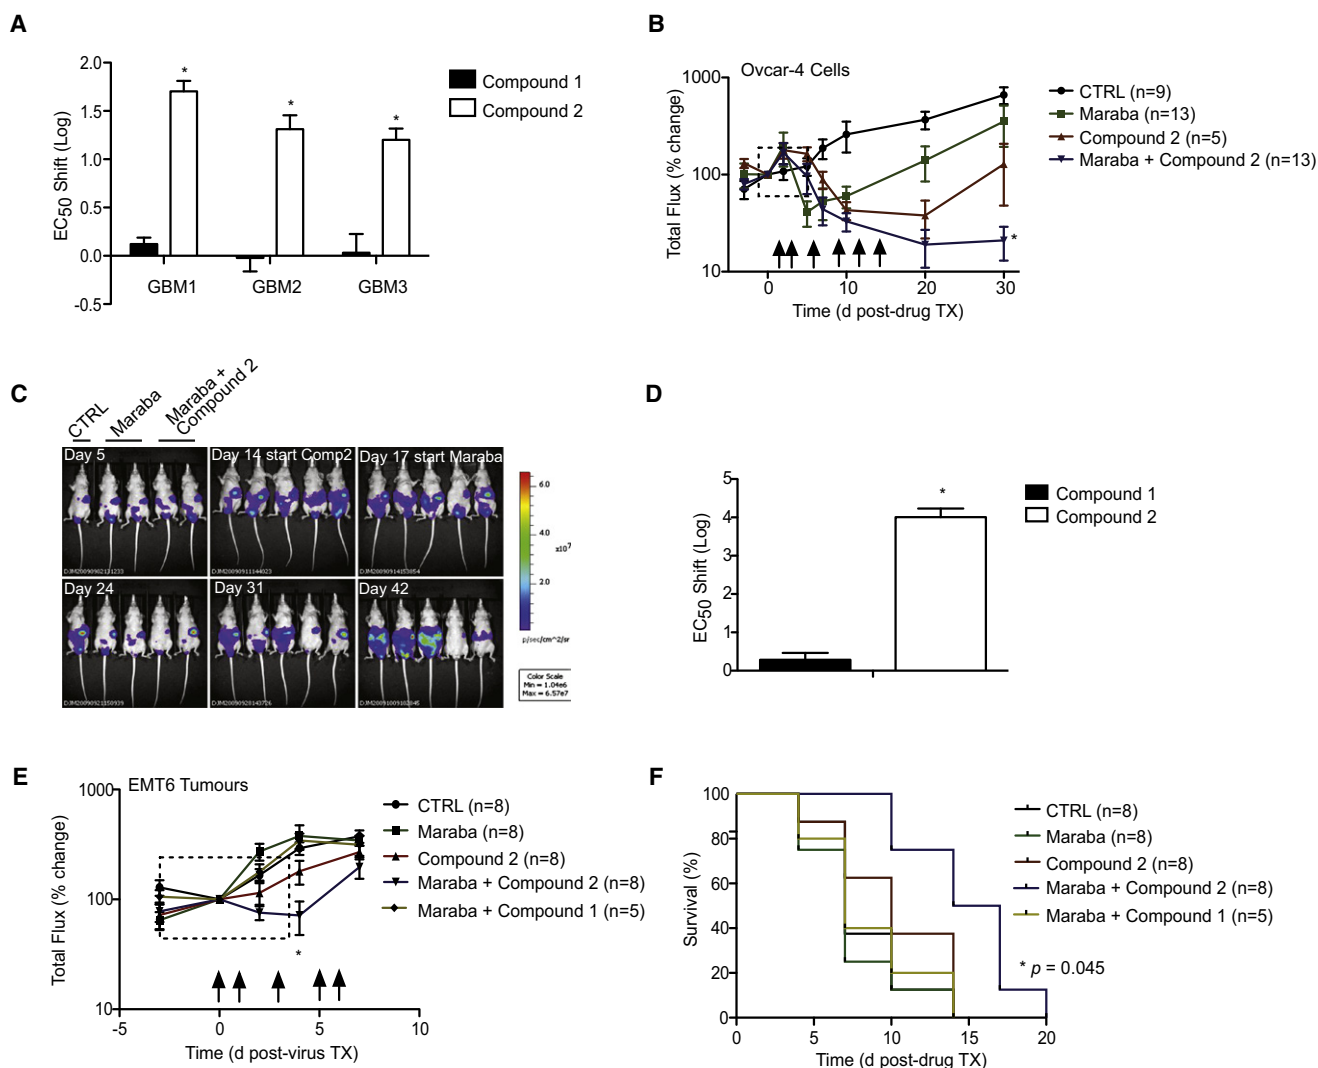 A
EC50 Shift (Log)
2.0
1.5
1.0
0.5
0.0
-0.5
*
*
*
GBM1
GBM2
GBM3
Compound 1
Compound 2
B
Ovcar-4 Cells
Total Flux (% change)
1000
100
10
0
10
20
30
Time (d post-drug TX)
*
CTRL (n=9)
Maraba (n=13)
Compound 2 (n=5)
Maraba + Compound 2 (n=13)
C
CTRL
Maraba
Maraba +
Compound 2
Day 5
Day 14 start Comp2
Day 17 start Maraba
Day 24
Day 31
Day 42
6.0
4.0
x10^7
2.0
p/sec/cm^2/sr
Color Scale
Min = 1.04e6
Max = 6.57e7
D
EC50 Shift (Log)
5
4
3
2
1
0
*
Compound 1
Compound 2
E
EMT6 Tumours
Total Flux (% change)
1000
100
10
-5
0
5
10
Time (d post-virus TX)
*
CTRL (n=8)
Maraba (n=8)
Compound 2 (n=8)
Maraba + Compound 2 (n=8)
Maraba + Compound 1 (n=5)
F
Survival (%)
100
80
60
40
20
0
0
5
10
15
20
Time (d post-drug TX)
CTRL (n=8)
Maraba (n=8)
Compound 2 (n=8)
Maraba + Compound 2 (n=8)
Maraba + Compound 1 (n=5)
* p = 0.045